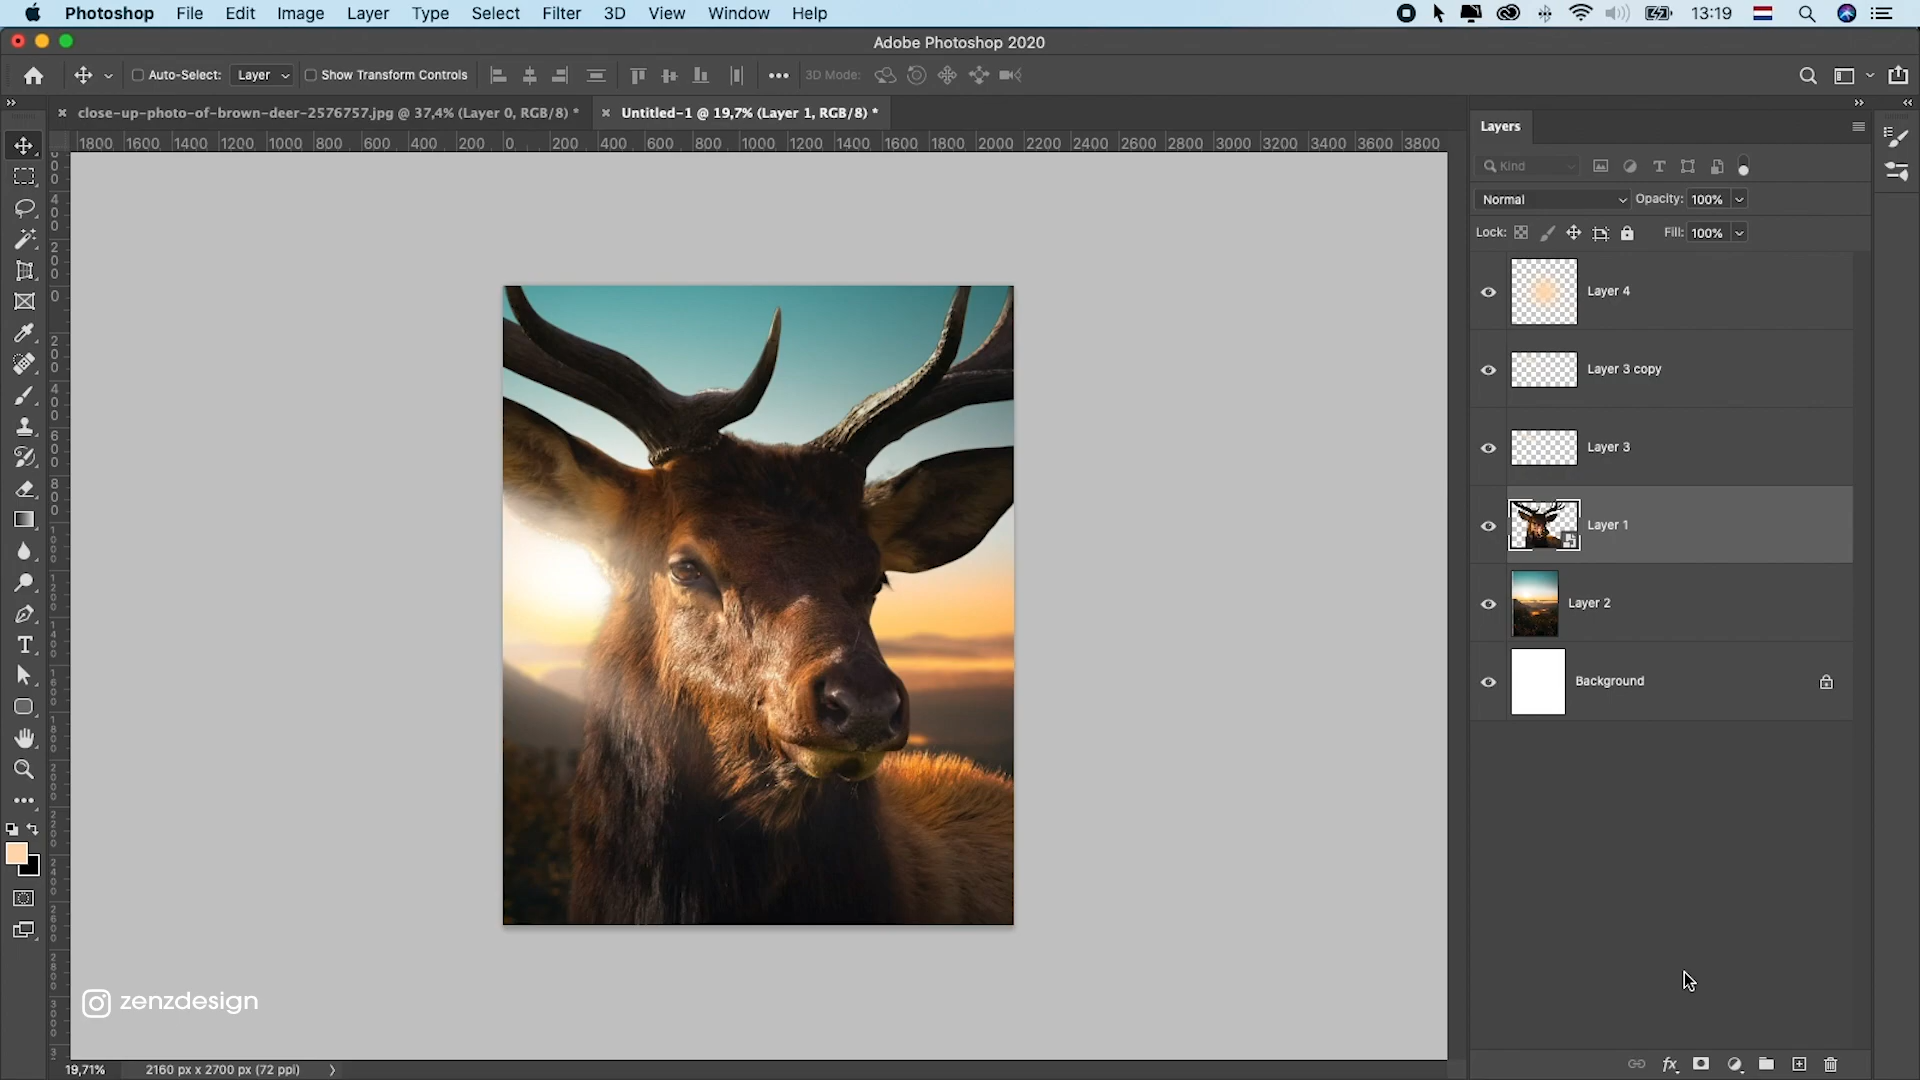 Photoshop File Edit Image Layer Type Select Filter 3D View Window Help 13:19
Adobe Photoshop 2020
Auto-Select: Layer Show Transform Controls 3D Mode:
close-up-photo-of-brown-deer-2576757.jpg @ 37,4% (Layer 0, RGB/8) * Untitled-1 @ 19,7% (Layer 1, RGB/8) *
1800 1600 1400 1200 1000 800 600 400 200 0 200 400 600 800 1000 1200 1400 1600 1800 2000 2200 2400 2600 2800 3000 3200 3400 3600 3800
Layers
Kind
Normal Opacity: 100%
Lock: Fill: 100%
Layer 4
Layer 3 copy
Layer 3
Layer 1
Layer 2
Background
zenzdesign
19,71% 2160 px x 2700 px (72 ppi)